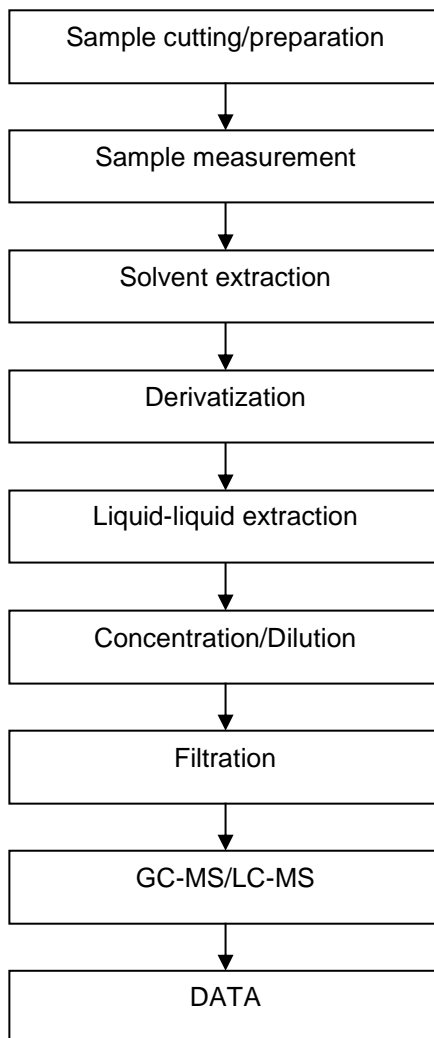 Sample cutting/preparation
Sample measurement
Solvent extraction
Derivatization
Liquid-liquid extraction
Concentration/Dilution
Filtration
GC-MS/LC-MS
DATA